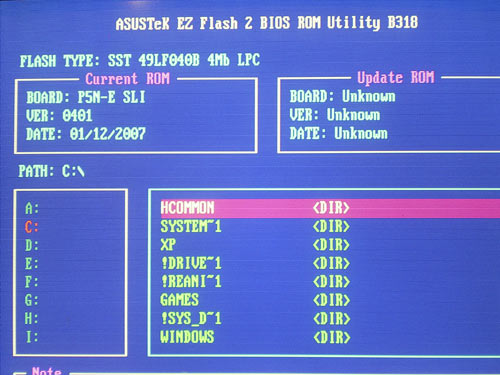 ASUSTeK EZ Flash 2 BIOS ROM Utility B318
FLASH TYPE: SST 49LF040B 4Mb LPC
Current ROM
BOARD: P5N-E SLI
VER: 0401
DATE: 01/12/2007
Update ROM
BOARD: Unknown
VER: Unknown
DATE: Unknown
PATH: C:\
A:
C:
D:
E:
F:
G:
H:
I:
HCOMMON <DIR>
SYSTEM~1 <DIR>
XP <DIR>
!DRIVE~1 <DIR>
!REANI~1 <DIR>
GAMES <DIR>
!SYS_D~1 <DIR>
WINDOWS <DIR>
Note